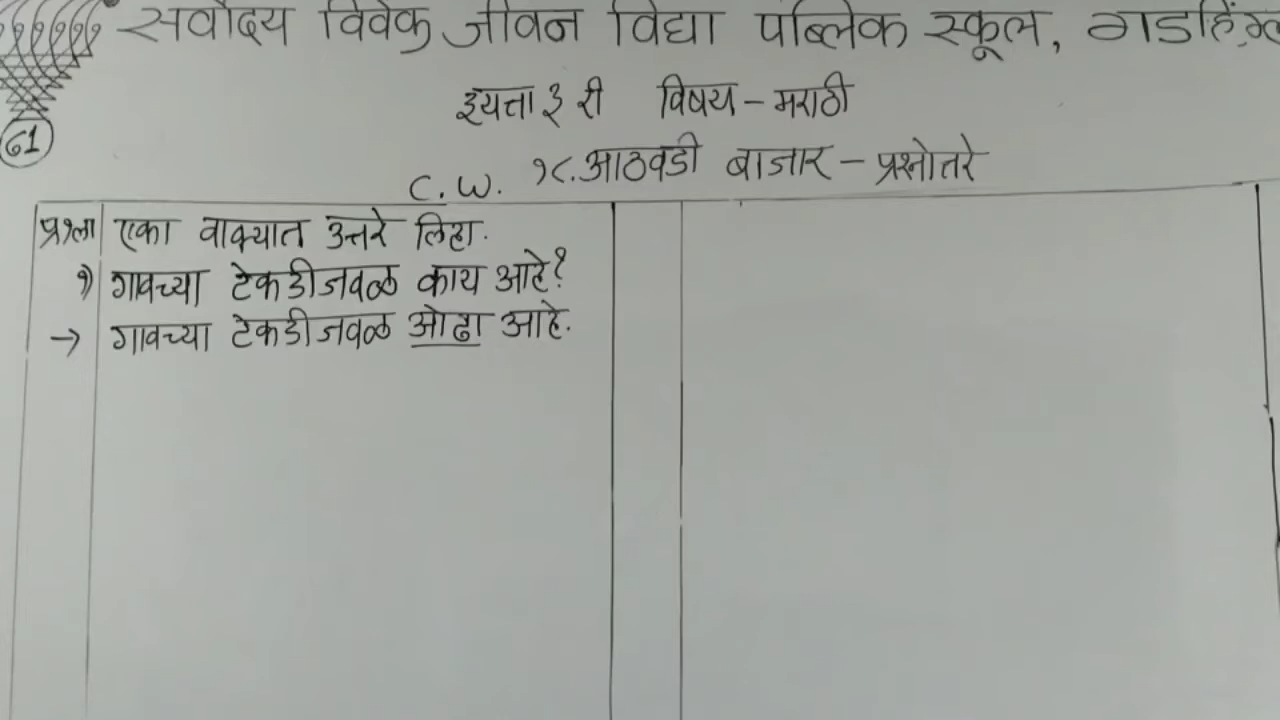 सर्वोदय विवेक जीवन विद्या पब्लिक स्कूल,
इयत्ता ३ री विषय - मराठी
61
C.W. १८. आठवडी बाजार - प्रश्नोतरे
प्रश्न१ला एका वाक्यात उत्तरे लिहा.
१) गावच्या टेकडीजवळ काय आहे?
→ गावच्या टेकडीजवळ ओढा आहे.